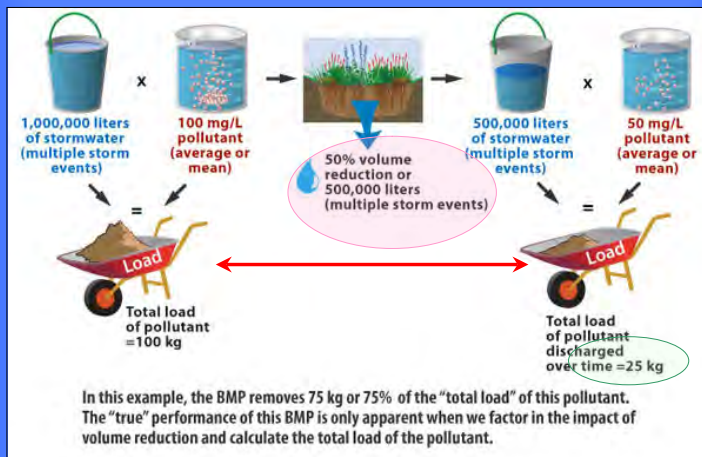 x
x
1,000,000 liters
of stormwater
(multiple storm
events)
100 mg/L
pollutant
(average or
mean)
50% volume
reduction or
500,000 liters
(multiple storm events)
500,000 liters
of stormwater
(multiple storm
events)
50 mg/L
pollutant
(average or
mean)
=
=
Load
Load
Total load
of pollutant
=100 kg
Total load
of pollutant
discharged
over time =25 kg
In this example, the BMP removes 75 kg or 75% of the “total load” of this pollutant.
The “true” performance of this BMP is only apparent when we factor in the impact of
volume reduction and calculate the total load of the pollutant.